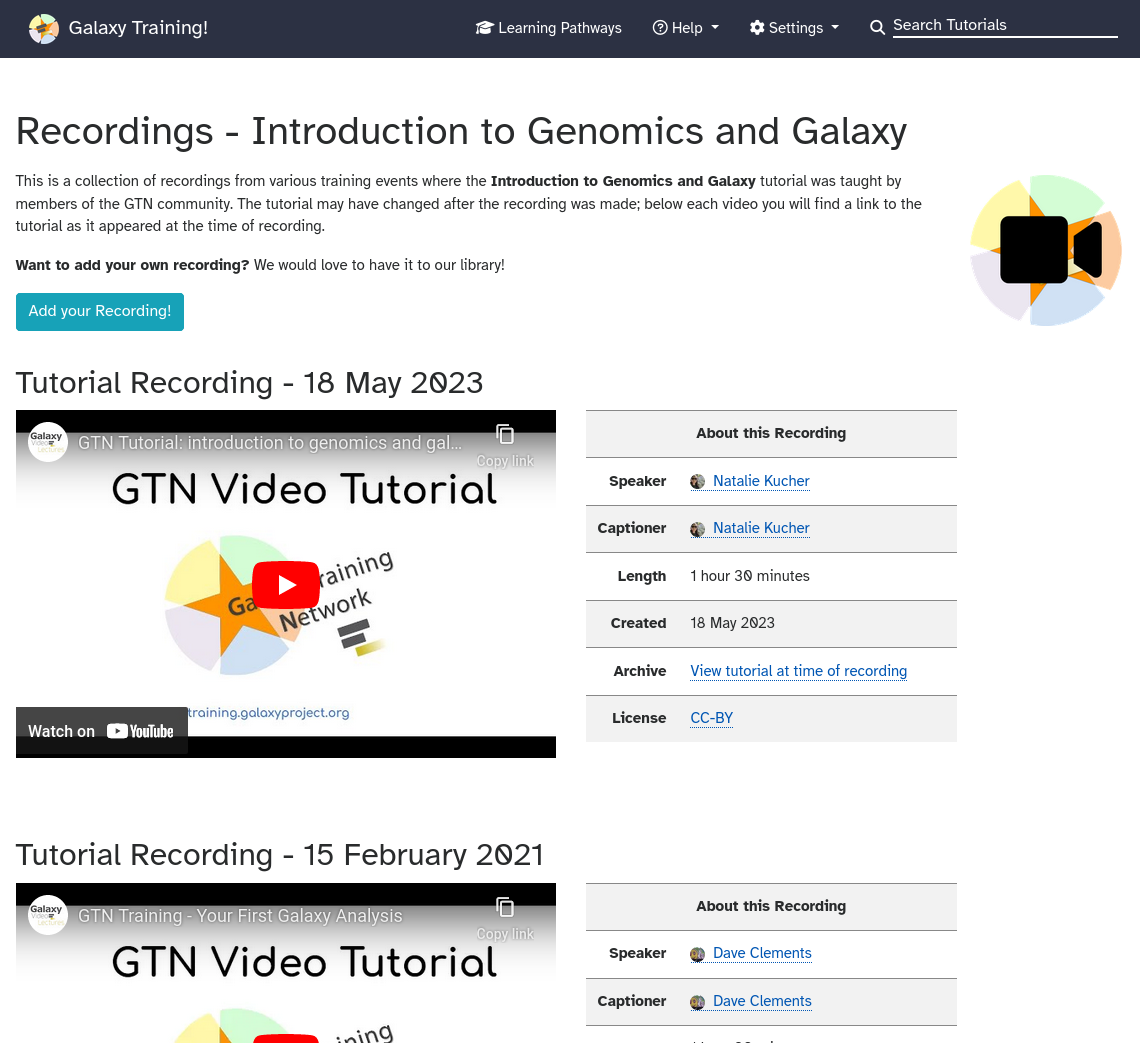 Galaxy Training!
Learning Pathways
Help
Settings
Search Tutorials
Recordings - Introduction to Genomics and Galaxy
This is a collection of recordings from various training events where the Introduction to Genomics and Galaxy tutorial was taught by
members of the GTN community. The tutorial may have changed after the recording was made; below each video you will find a link to the
tutorial as it appeared at the time of recording.
Want to add your own recording? We would love to have it to our library!
Add your Recording!
Tutorial Recording - 18 May 2023
GTN Tutorial: introduction to genomics and gal...
Copy link
GTN Video Tutorial
Network
training.galaxyproject.org
Watch on YouTube
About this Recording
Speaker Natalie Kucher
Captioner Natalie Kucher
Length 1 hour 30 minutes
Created 18 May 2023
Archive View tutorial at time of recording
License CC-BY
Tutorial Recording - 15 February 2021
GTN Training - Your First Galaxy Analysis
Copy link
GTN Video Tutorial
About this Recording
Speaker Dave Clements
Captioner Dave Clements